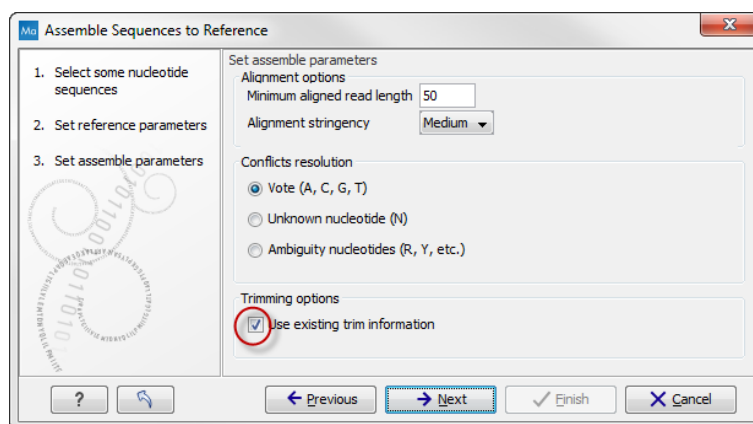 Ma Assemble Sequences to Reference
1. Select some nucleotide
sequences
2. Set reference parameters
3. Set assemble parameters
Set assemble parameters
Alignment options
Minimum aligned read length 50
Alignment stringency Medium
Conflicts resolution
Vote (A, C, G, T)
Unknown nucleotide (N)
Ambiguity nucleotides (R, Y, etc.)
Trimming options
Use existing trim information
? Previous Next Finish Cancel